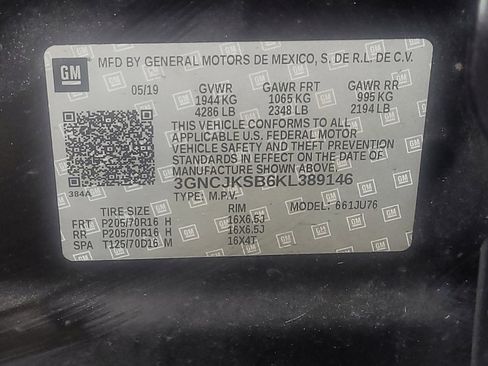 GM
MFD BY GENERAL MOTORS DE MEXICO, S. DE R.L. DE C.V.
05/19 GVWR GAWR FRT GAWR RR
1944 KG 1065 KG 995 KG
4286 LB 2348 LB 2194 LB
THIS VEHICLE CONFORMS TO ALL
APPLICABLE U.S. FEDERAL MOTOR
VEHICLE SAFETY AND THEFT PREVENTION
STANDARDS IN EFFECT ON THE DATE OF
MANUFACTURE SHOWN ABOVE.
384A 3GNCJKSB6KL389146
TYPE: M.P.V. MODEL: 661JU76
TIRE SIZE RIM
FRT P205/70R16 H 16X6.5J
RR P205/70R16 H 16X6.5J
SPA T125/70D16 M 16X4T